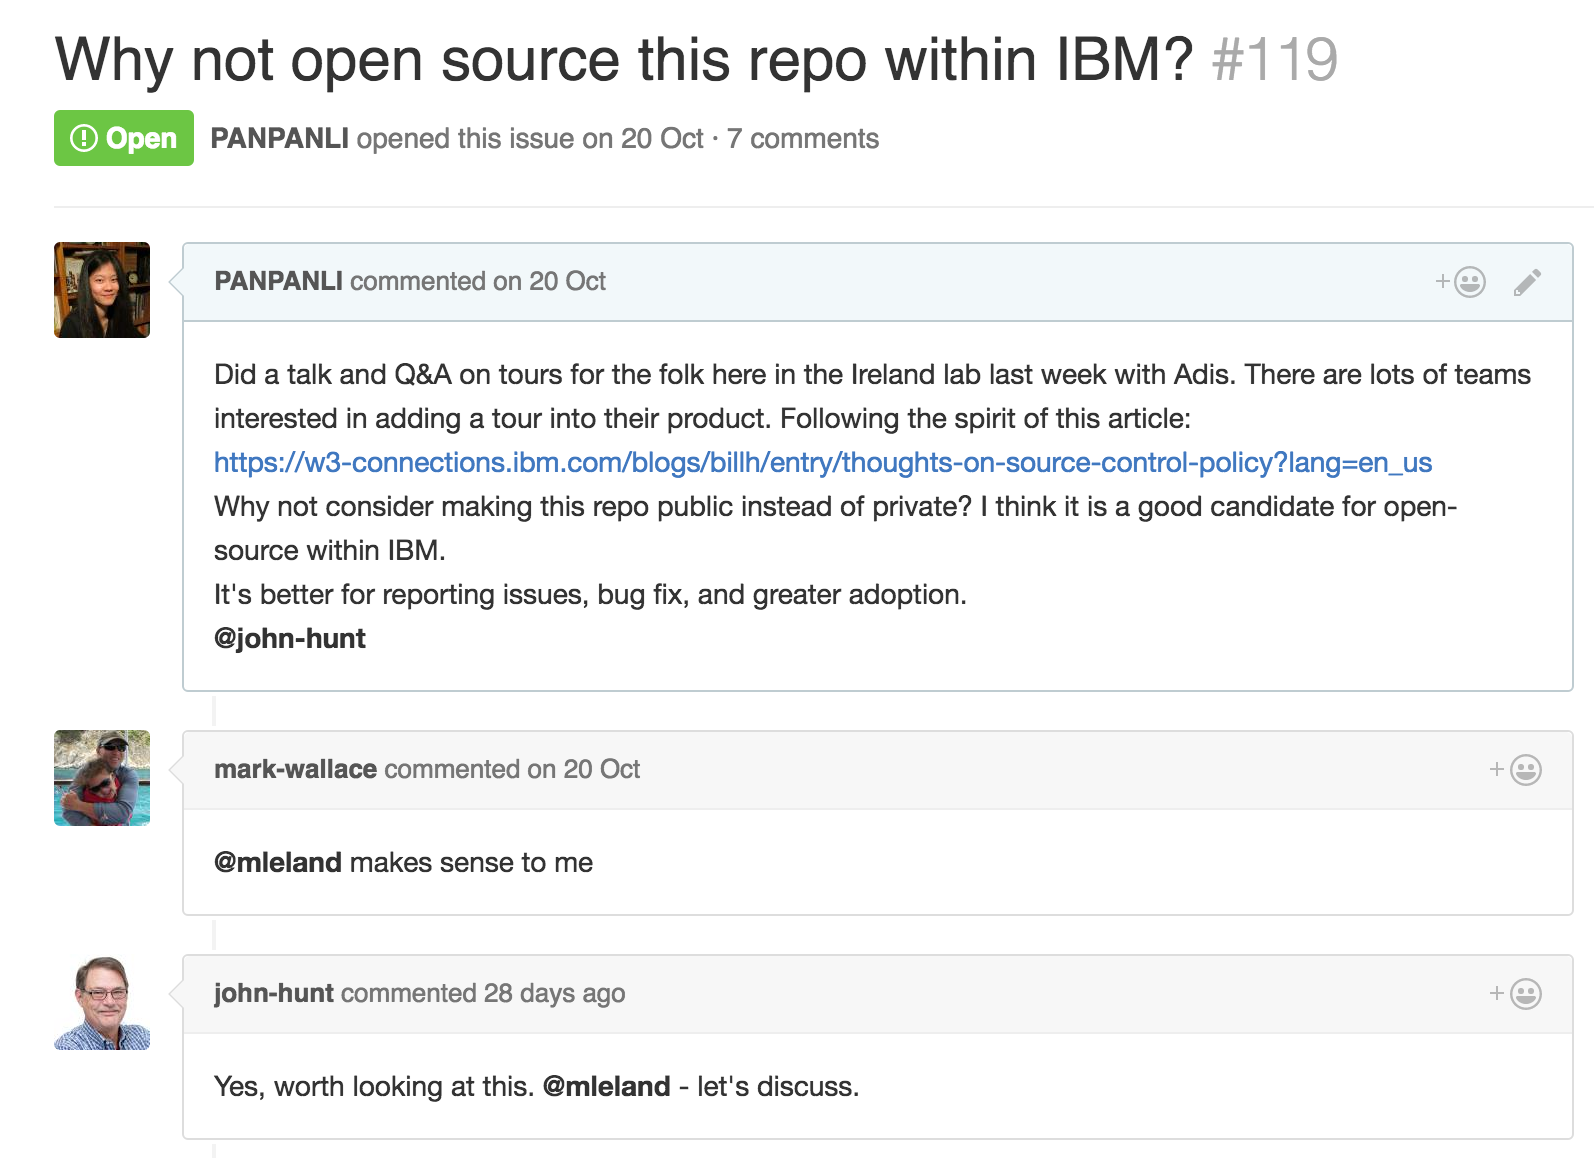 Why not open source this repo within IBM? #119
Open PANPANLI opened this issue on 20 Oct · 7 comments
PANPANLI commented on 20 Oct
Did a talk and Q&A on tours for the folk here in the Ireland lab last week with Adis. There are lots of teams
interested in adding a tour into their product. Following the spirit of this article:
https://w3-connections.ibm.com/blogs/billh/entry/thoughts-on-source-control-policy?lang=en_us
Why not consider making this repo public instead of private? I think it is a good candidate for open-
source within IBM.
It's better for reporting issues, bug fix, and greater adoption.
@john-hunt
mark-wallace commented on 20 Oct
@mleland makes sense to me
john-hunt commented 28 days ago
Yes, worth looking at this. @mleland - let's discuss.